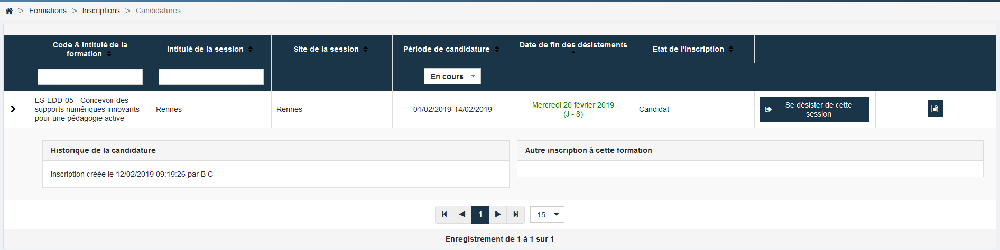 > Formations > Inscriptions > Candidatures
Code & Intitulé de la
formation
Intitulé de la session
Site de la session
Période de candidature
Date de fin des désistements
Etat de l'inscription
En cours
ES-EDD-05 - Concevoir des
supports numériques innovants
pour une pédagogie active
Rennes
Rennes
01/02/2019-14/02/2019
Mercredi 20 février 2019
(J - 8)
Candidat
Se désister de cette
session
Historique de la candidature
Inscription créée le 12/02/2019 09:19:26 par B C
Autre inscription à cette formation
1
15
Enregistrement de 1 à 1 sur 1